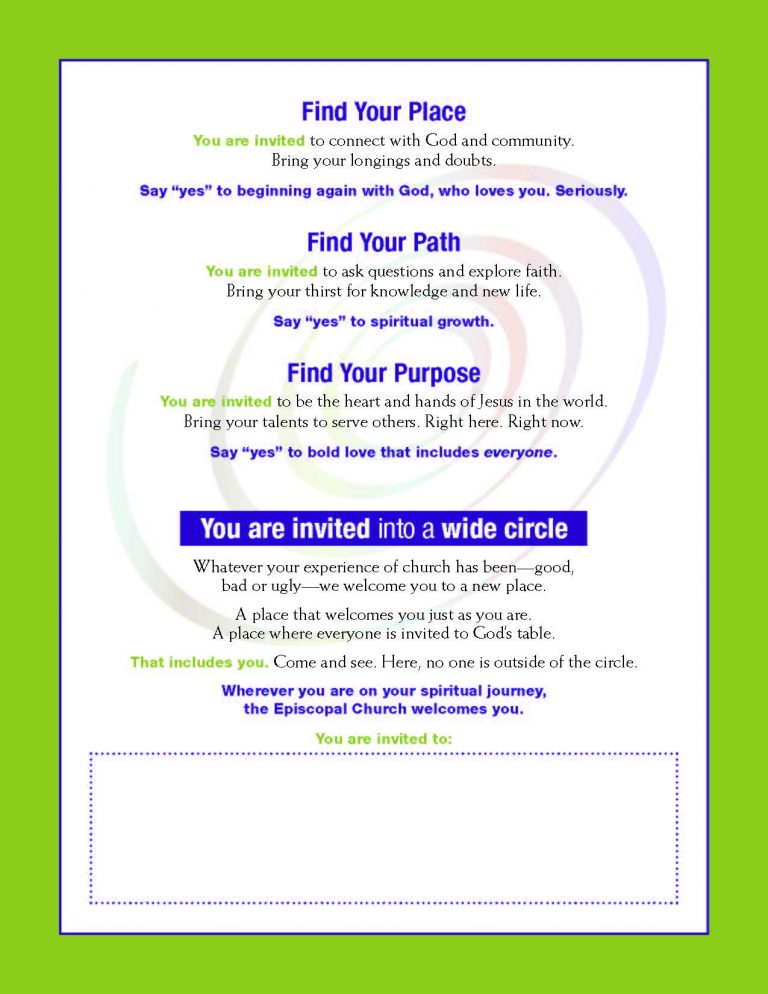 Find Your Place
You are invited to connect with God and community.
Bring your longings and doubts.
Say “yes” to beginning again with God, who loves you. Seriously.
Find Your Path
You are invited to ask questions and explore faith.
Bring your thirst for knowledge and new life.
Say “yes” to spiritual growth.
Find Your Purpose
You are invited to be the heart and hands of Jesus in the world.
Bring your talents to serve others. Right here. Right now.
Say “yes” to bold love that includes everyone.
You are invited into a wide circle
Whatever your experience of church has been—good,
bad or ugly—we welcome you to a new place.
A place that welcomes you just as you are.
A place where everyone is invited to God’s table.
That includes you. Come and see. Here, no one is outside of the circle.
Wherever you are on your spiritual journey,
the Episcopal Church welcomes you.
You are invited to: